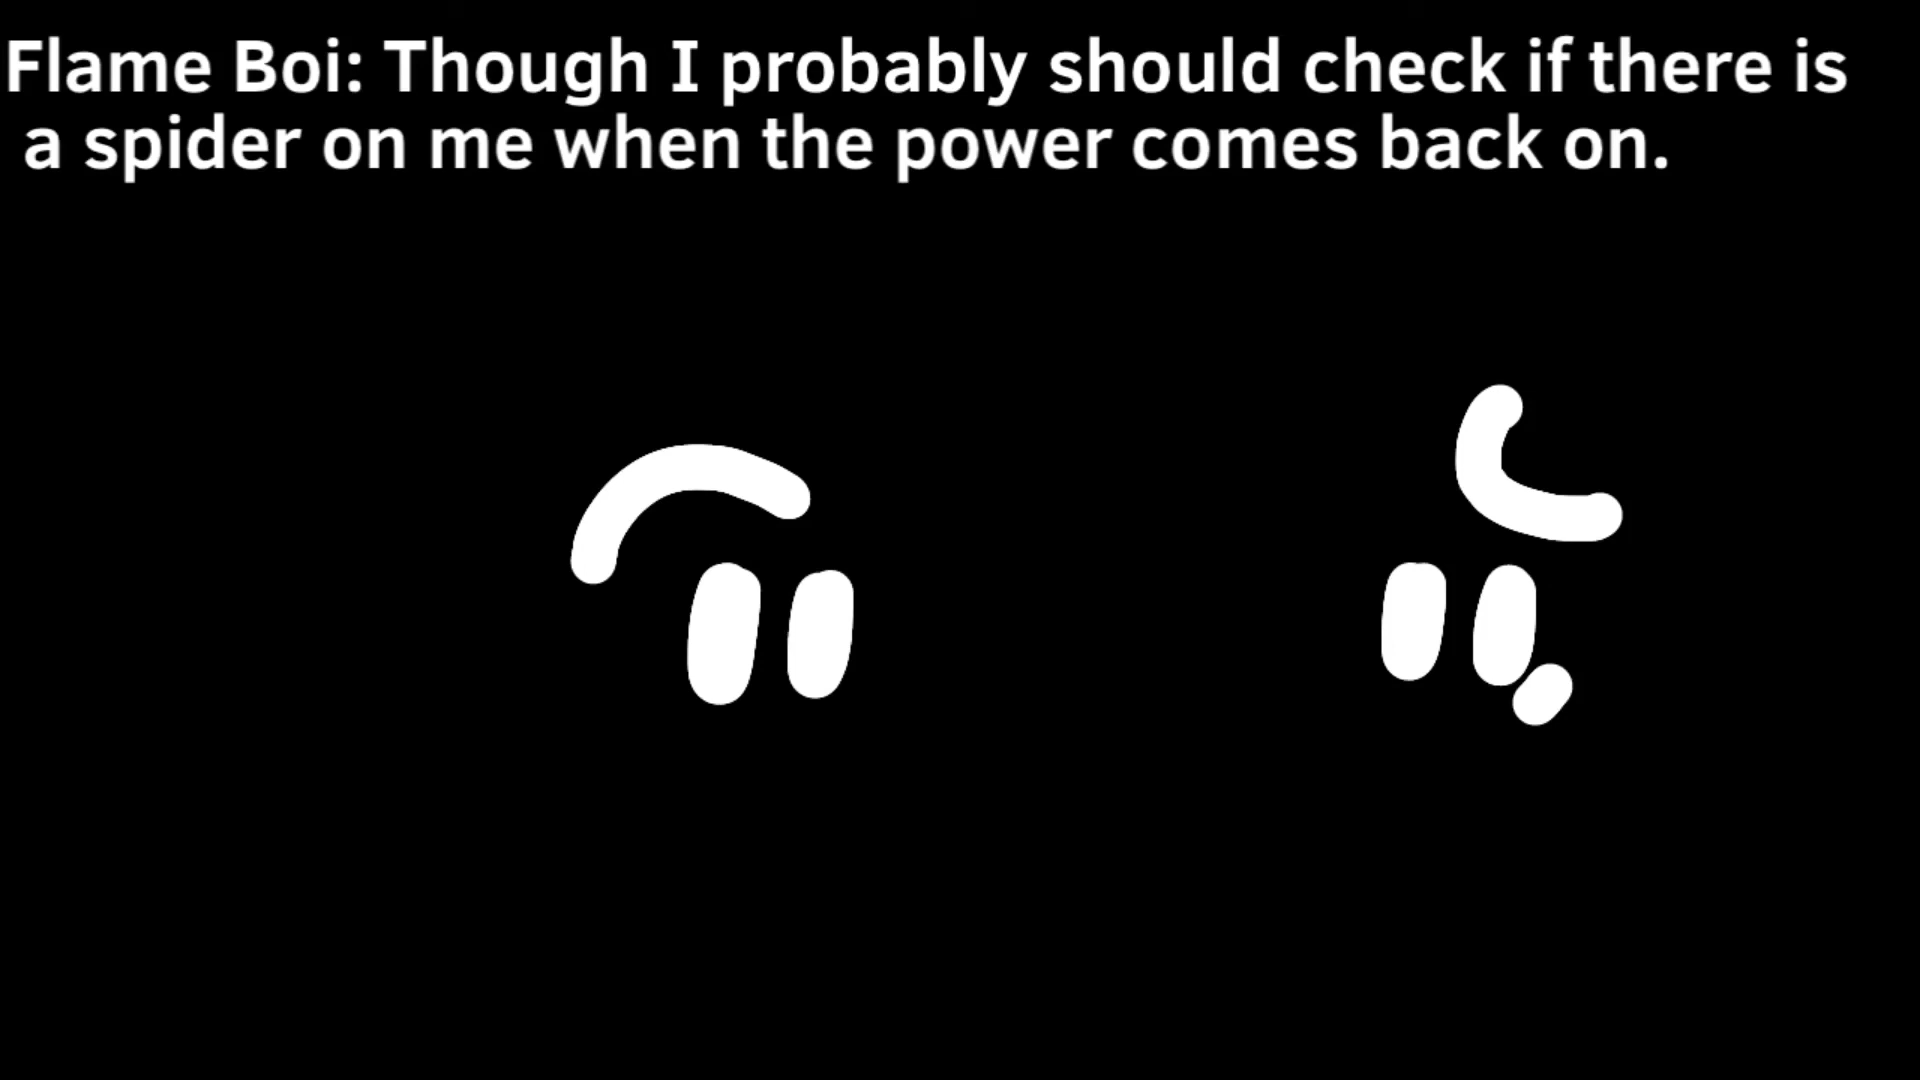 Flame Boi: Though I probably should check if there is
a spider on me when the power comes back on.